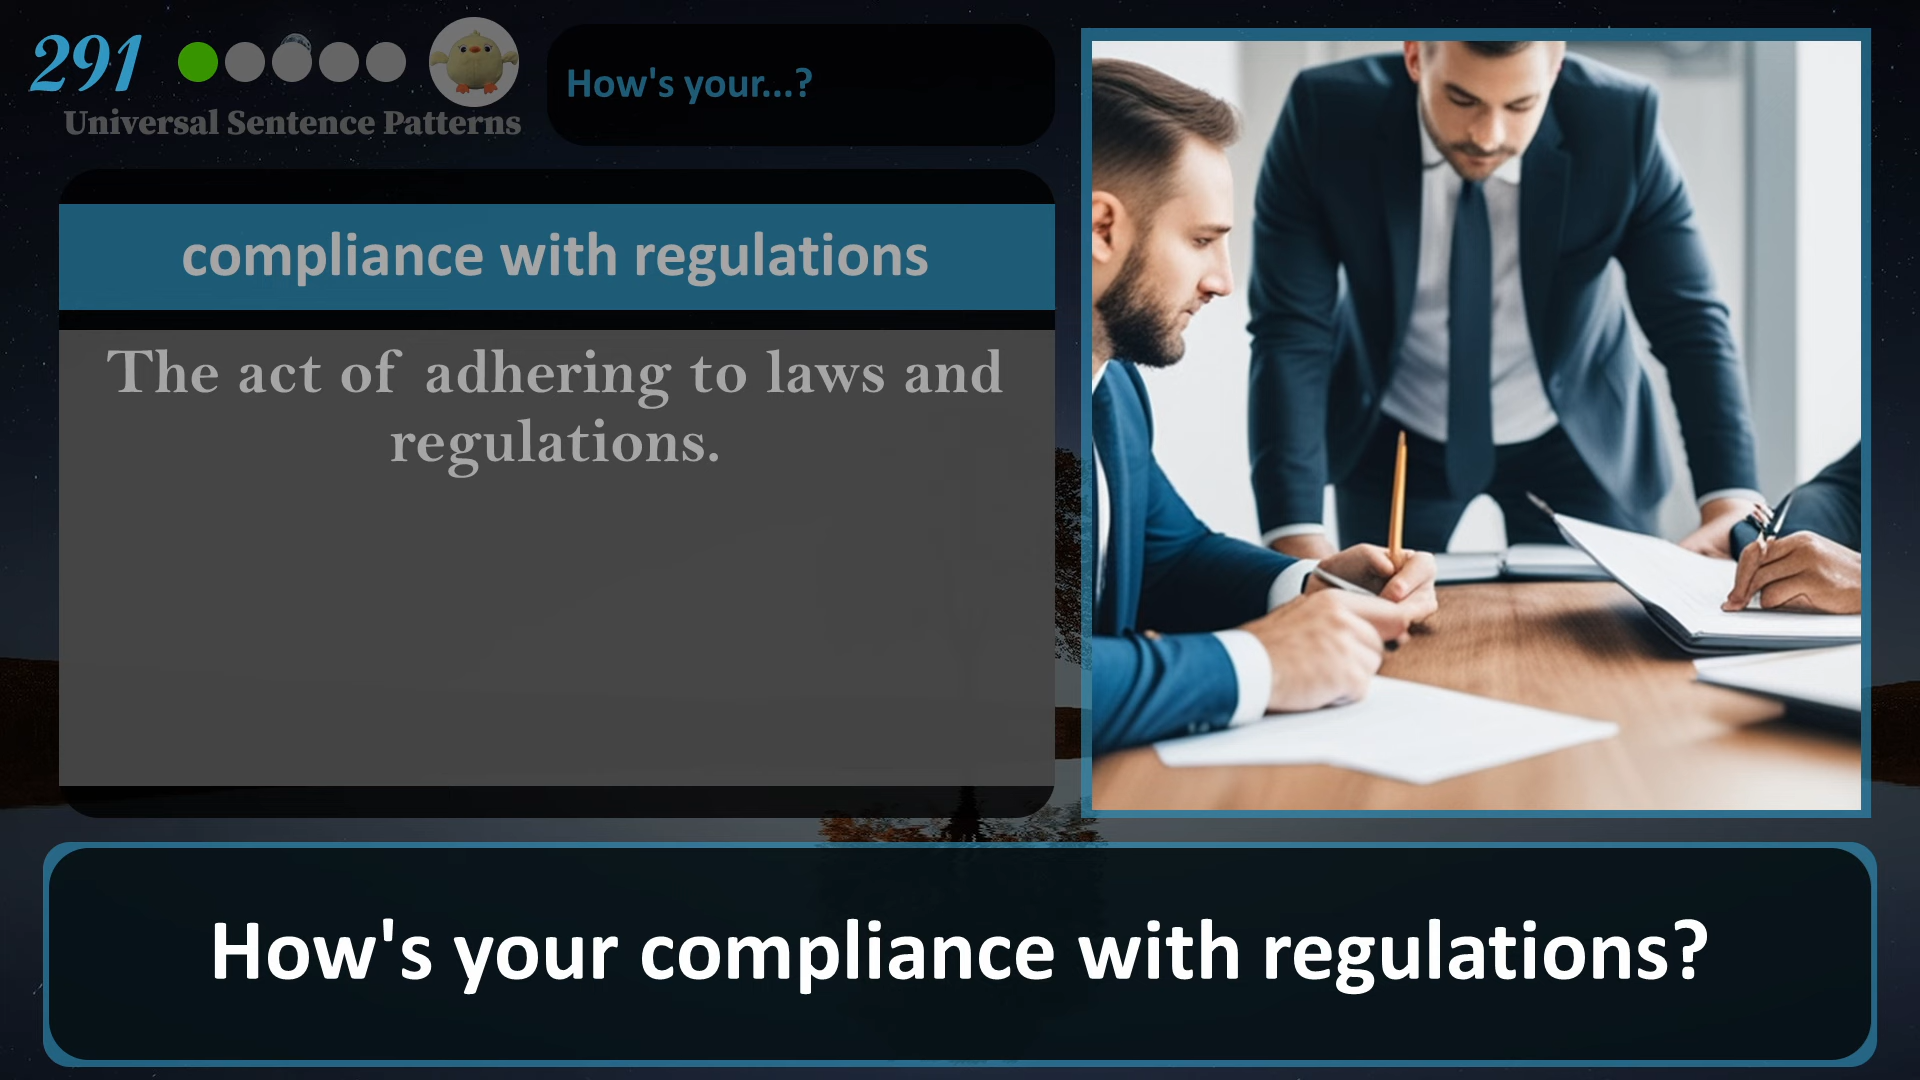 291
Universal Sentence Patterns
How's your...?
compliance with regulations
The act of adhering to laws and
regulations.
How's your compliance with regulations?